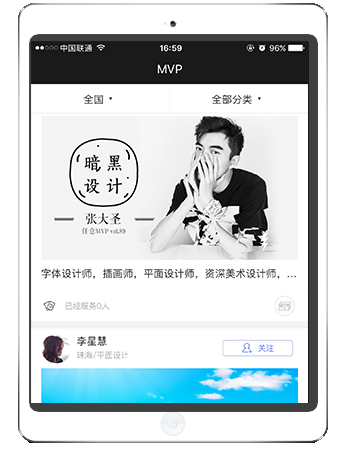 中国联通 16:59 96%
MVP
全国 全部分类
暗黑
设计
张大圣
任意MVP vol.89
字体设计师，插画师，平面设计师，资深美术设计师，...
已经服务0人
李星慧
珠海/平面设计
关注